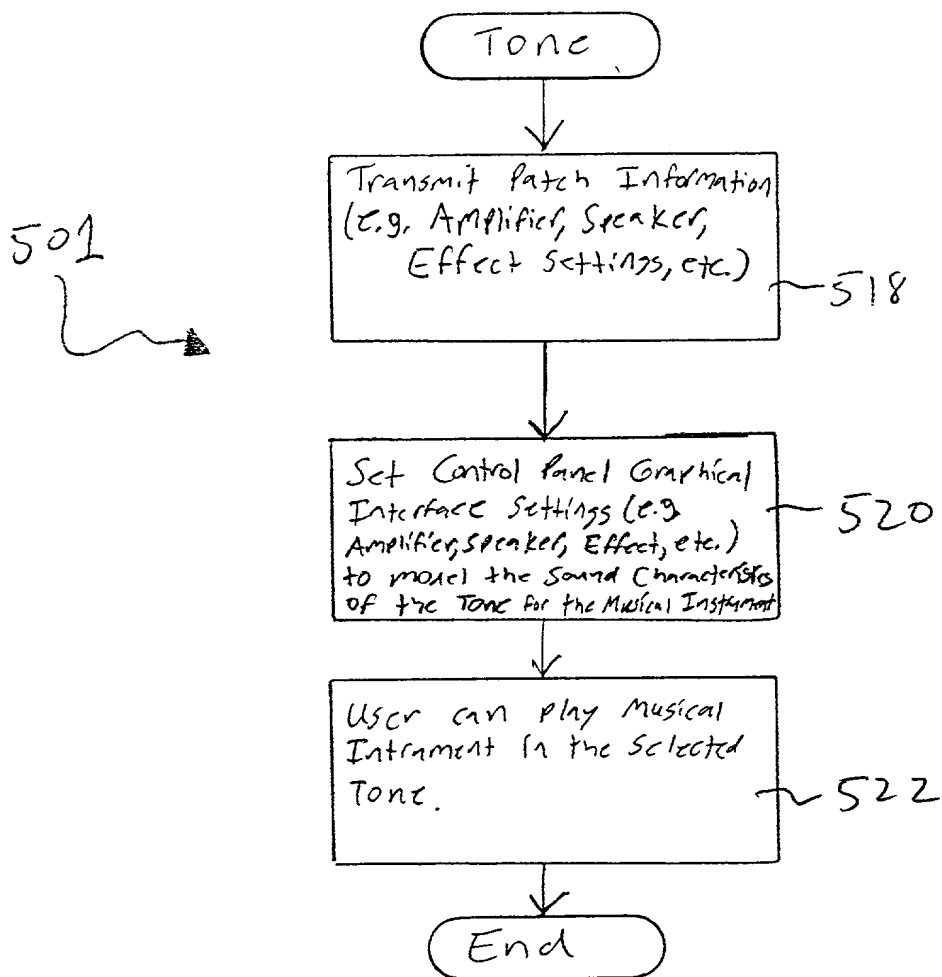 Tone
Transmit Patch Information
(e.g. Amplifier, Speaker,
Effect Settings, etc.)
518
501
Set Control Panel Graphical
Interface Settings (e.g.
Amplifier, Speaker, Effect, etc.)
to model the Sound Characteristics
of the Tone for the Musical Instrument
520
User can play Musical
Intrament in the selected
Tone.
522
End